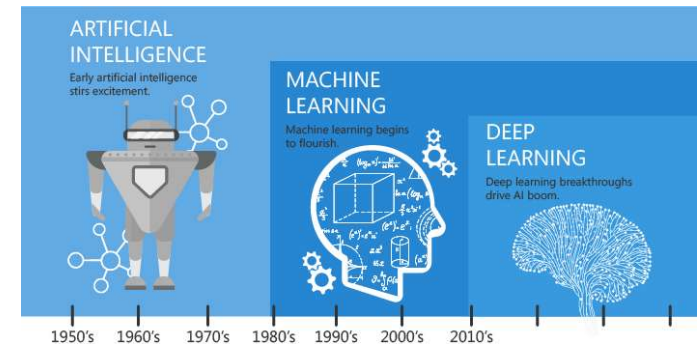 ARTIFICIAL
INTELLIGENCE
Early artificial intelligence
stirs excitement.
MACHINE
LEARNING
Machine learning begins
to flourish.
DEEP
LEARNING
Deep learning breakthroughs
drive AI boom.
1950's 1960's 1970's 1980's 1990's 2000's 2010's